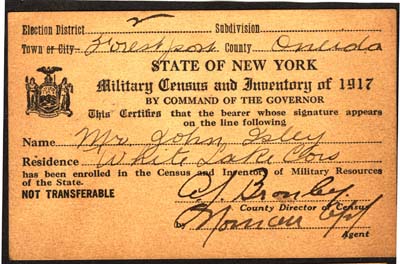 Election District 2 Subdivision
Town or City Forestport County Oneida
STATE OF NEW YORK
Military Census and Inventory of 1917
BY COMMAND OF THE GOVERNOR
This Certifies that the bearer whose signature appears
on the line following
Name Mr John Isley
Residence White Lake Cors
has been enrolled in the Census and Inventory of Military Resources
of the State.
NOT TRANSFERABLE
County Director of Census
by
Agent